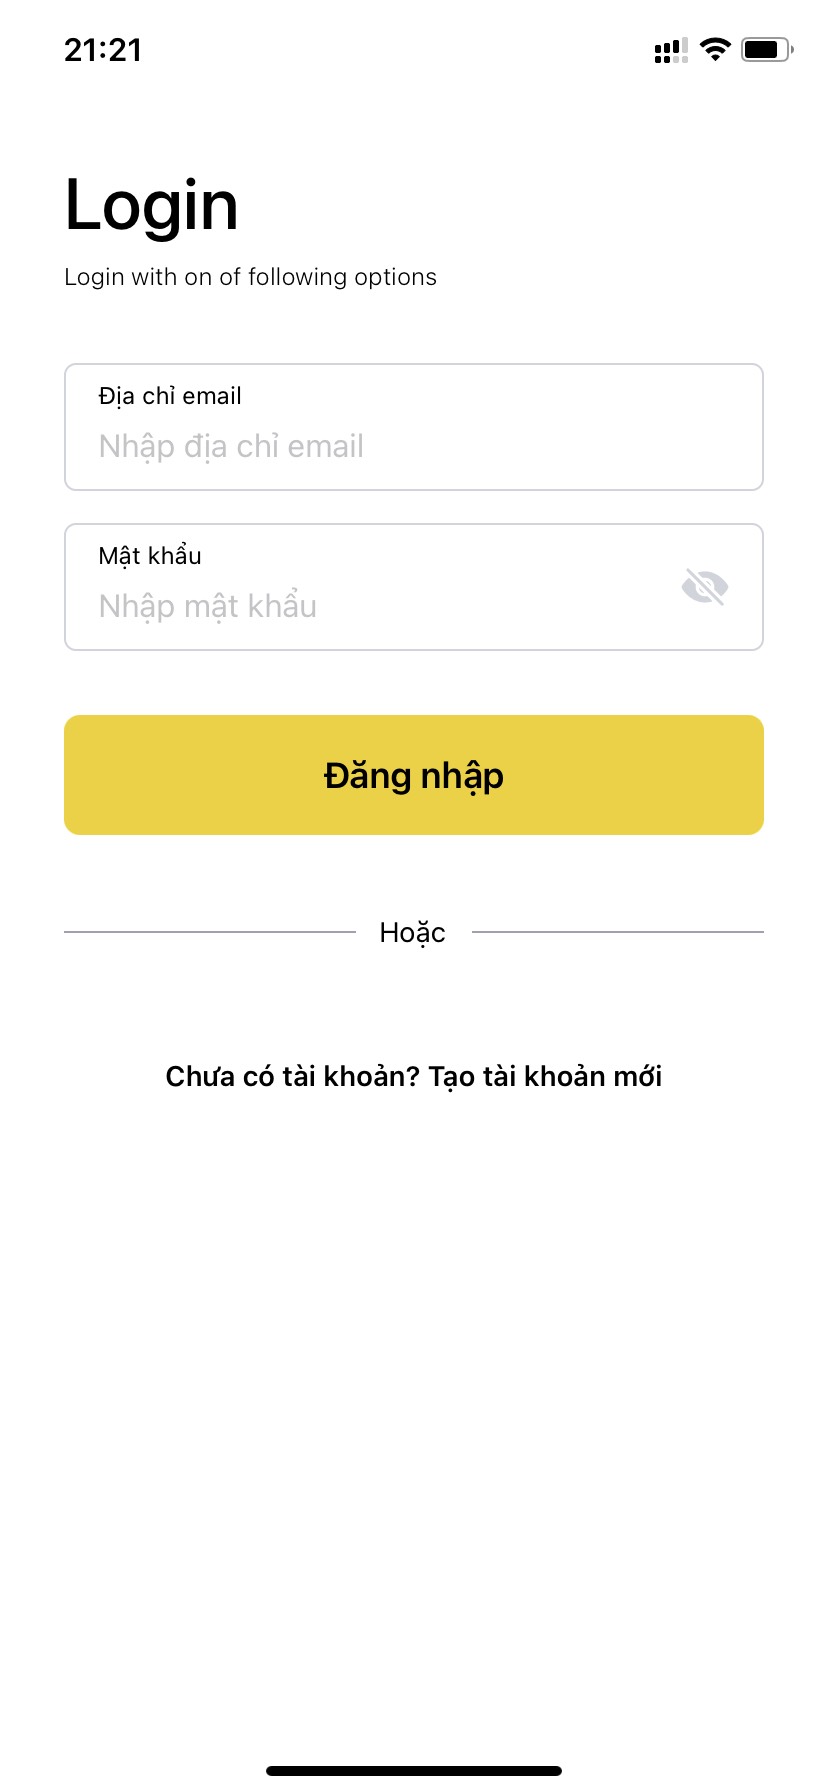 21:21
Login
Login with on of following options
Địa chỉ email
Nhập địa chỉ email
Mật khẩu
Nhập mật khẩu
Đăng nhập
Hoặc
Chưa có tài khoản? Tạo tài khoản mới